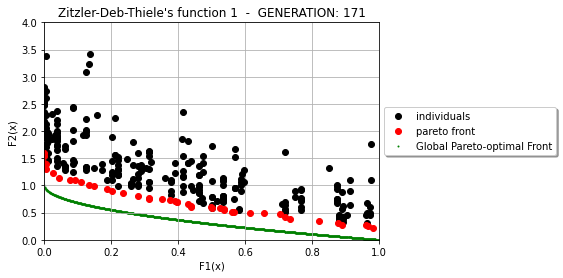 Zitzler-Deb-Thiele's function 1 - GENERATION: 171
4.0
3.5
3.0
2.5
2.0
1.5
1.0
0.5
0.0
F2(x)
0.0 0.2 0.4 0.6 0.8 1.0
F1(x)
individuals
pareto front
Global Pareto-optimal Front